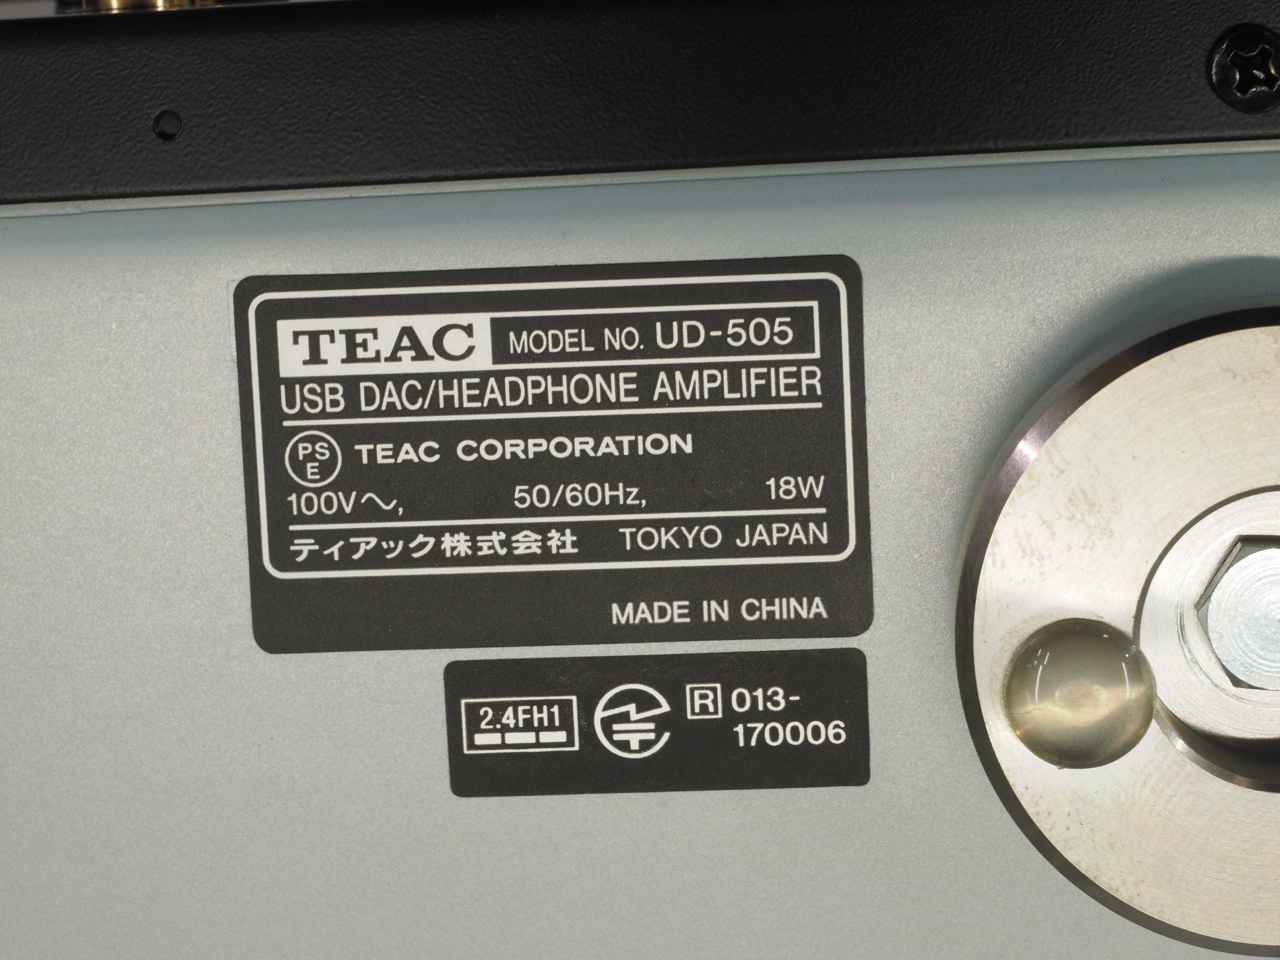 TEAC MODEL NO. UD-505
USB DAC/HEADPHONE AMPLIFIER
PS
E
TEAC CORPORATION
100V～, 50/60Hz, 18W
ティアック株式会社 TOKYO JAPAN
MADE IN CHINA
2.4FH1
R 013-
170006